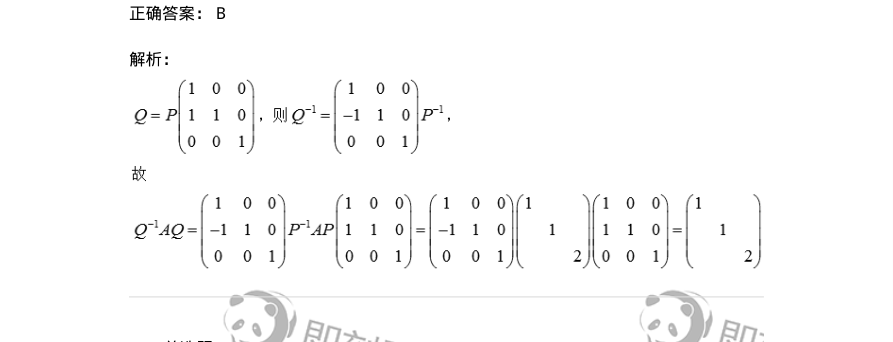 正确答案： B
解析：
Q = P(1 0 0; 1 1 0; 0 0 1)，则 Q⁻¹ = (1 0 0; −1 1 0; 0 0 1)P⁻¹，
故
Q⁻¹AQ = (1 0 0; −1 1 0; 0 0 1)P⁻¹AP(1 0 0; 1 1 0; 0 0 1) = (1 0 0; −1 1 0; 0 0 1)(1; 1; 2)(1 0 0; 1 1 0; 0 0 1) = (1; 1; 2)